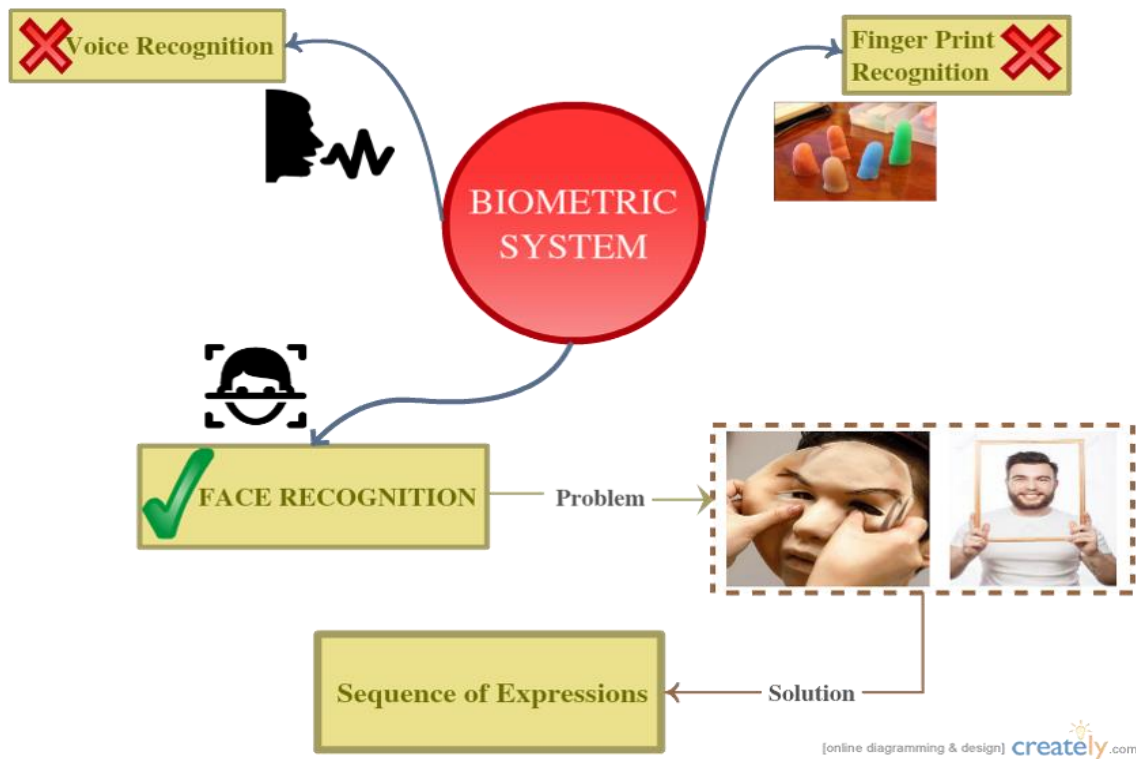 Voice Recognition
Finger Print
Recognition
BIOMETRIC
SYSTEM
FACE RECOGNITION
Problem
Sequence of Expressions
Solution
[online diagramming & design] creately.com